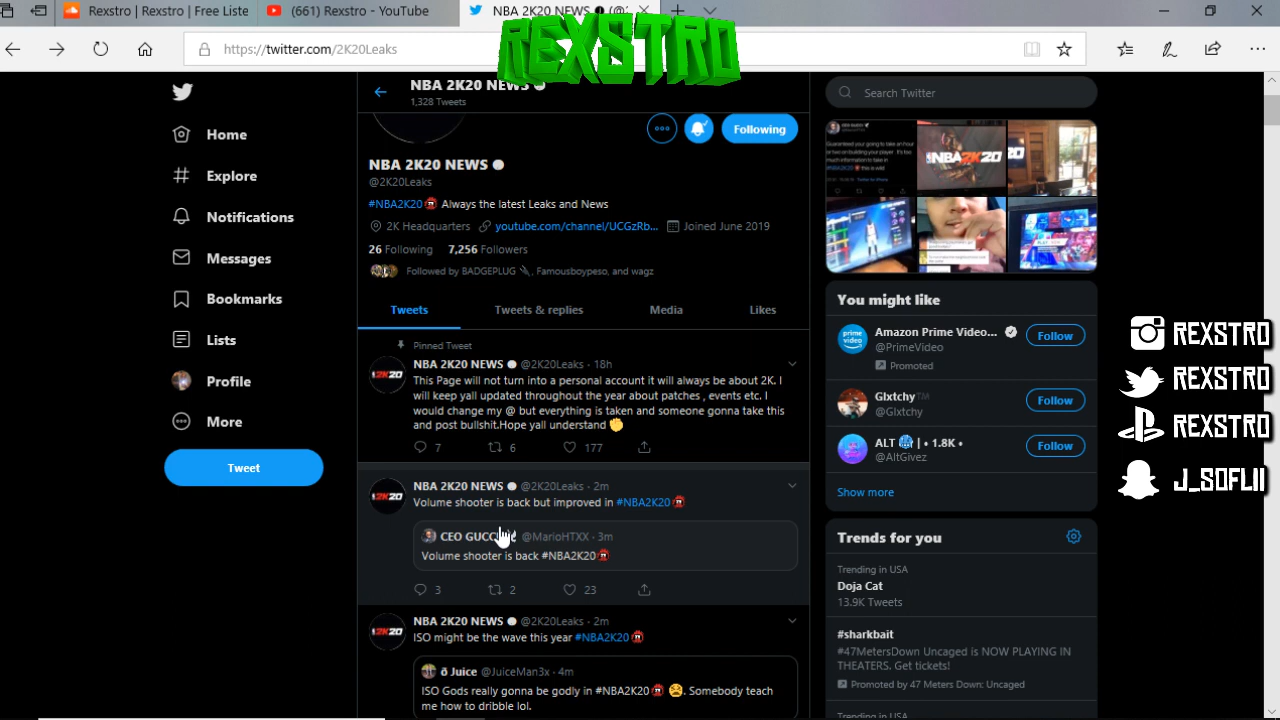 Rexstro | Rexstro | Free Liste
(661) Rexstro - YouTube
NBA 2K20 NEWS
https://twitter.com/2K20Leaks
REXSTRO
NBA 2K20 NEWS
1,328 Tweets
Search Twitter
Home
Explore
Notifications
Messages
Bookmarks
Lists
Profile
More
Tweet
Following
NBA 2K20 NEWS
@2K20Leaks
#NBA2K20 Always the latest Leaks and News
2K Headquarters youtube.com/channel/UCGzRb... Joined June 2019
26 Following 7,256 Followers
Followed by BADGEPLUG, Famousboypeso, and wagz
Tweets Tweets & replies Media Likes
Pinned Tweet
NBA 2K20 NEWS @2K20Leaks · 18h
This Page will not turn into a personal account it will always be about 2K. I
will keep yall updated throughout the year about patches , events etc. I
would change my @ but everything is taken and someone gonna take this
and post bullshit.Hope yall understand
7 6 177
NBA 2K20 NEWS @2K20Leaks · 2m
Volume shooter is back but improved in #NBA2K20
CEO GUCC @MarioHTXX · 3m
Volume shooter is back #NBA2K20
3 2 23
NBA 2K20 NEWS @2K20Leaks · 2m
ISO might be the wave this year #NBA2K20
ð Juice @JuiceMan3x · 4m
ISO Gods really gonna be godly in #NBA2K20 . Somebody teach
me how to dribble lol.
NBA2K20
You might like
Amazon Prime Video...
@PrimeVideo
Promoted
Follow
Glxtchy™
@Glxtchy
Follow
ALT | • 1.8K •
@AltGivez
Follow
Show more
Trends for you
Trending in USA
Doja Cat
13.9K Tweets
#sharkbait
#47MetersDown Uncaged is NOW PLAYING IN
THEATERS. Get tickets!
Promoted by 47 Meters Down: Uncaged
Trending in USA
REXSTRO
REXSTRO
REXSTRO
J_SOFLII